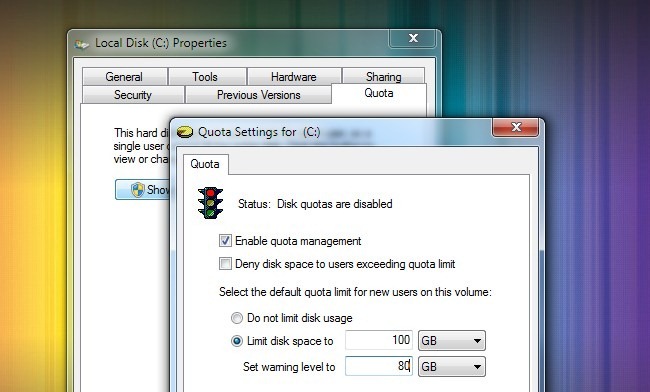 Local Disk (C:) Properties
General Tools Hardware Sharing
Security Previous Versions Quota
This hard di
single user
view or cha
Show
Quota Settings for (C:)
Quota
Status: Disk quotas are disabled
Enable quota management
Deny disk space to users exceeding quota limit
Select the default quota limit for new users on this volume:
Do not limit disk usage
Limit disk space to 100 GB
Set warning level to 80 GB